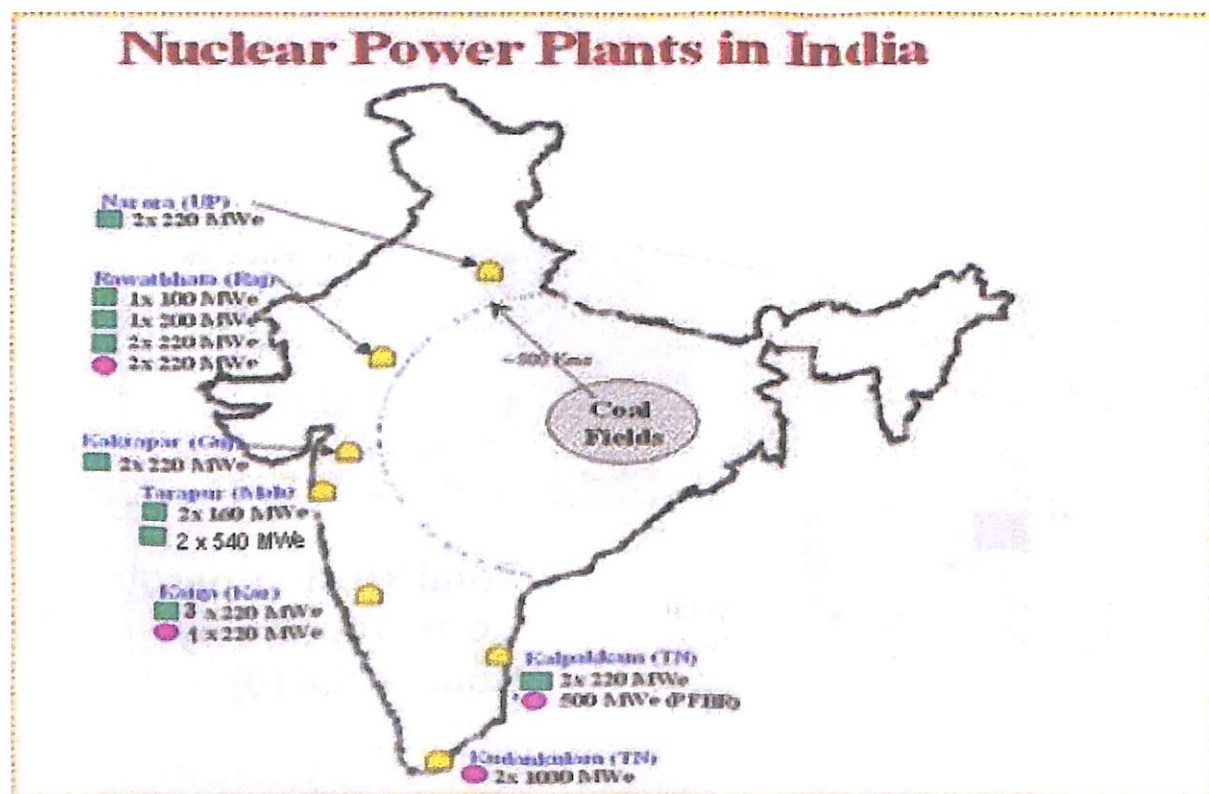 Nuclear Power Plants in India
Narora (UP)
2x 220 MWe
Rawatbhata (Raj)
1x 100 MWe
1x 200 MWe
2x 220 MWe
2x 220 MWe
~800 Kms
Coal
Fields
Kakrapar (Guj)
2x 220 MWe
Tarapur (Mah)
2x 160 MWe
2 x 540 MWe
Kaiga (Kar)
3 x 220 MWe
1 x 220 MWe
Kalpakkam (TN)
2x 220 MWe
500 MWe (PFBR)
Kudankulam (TN)
2x 1000 MWe